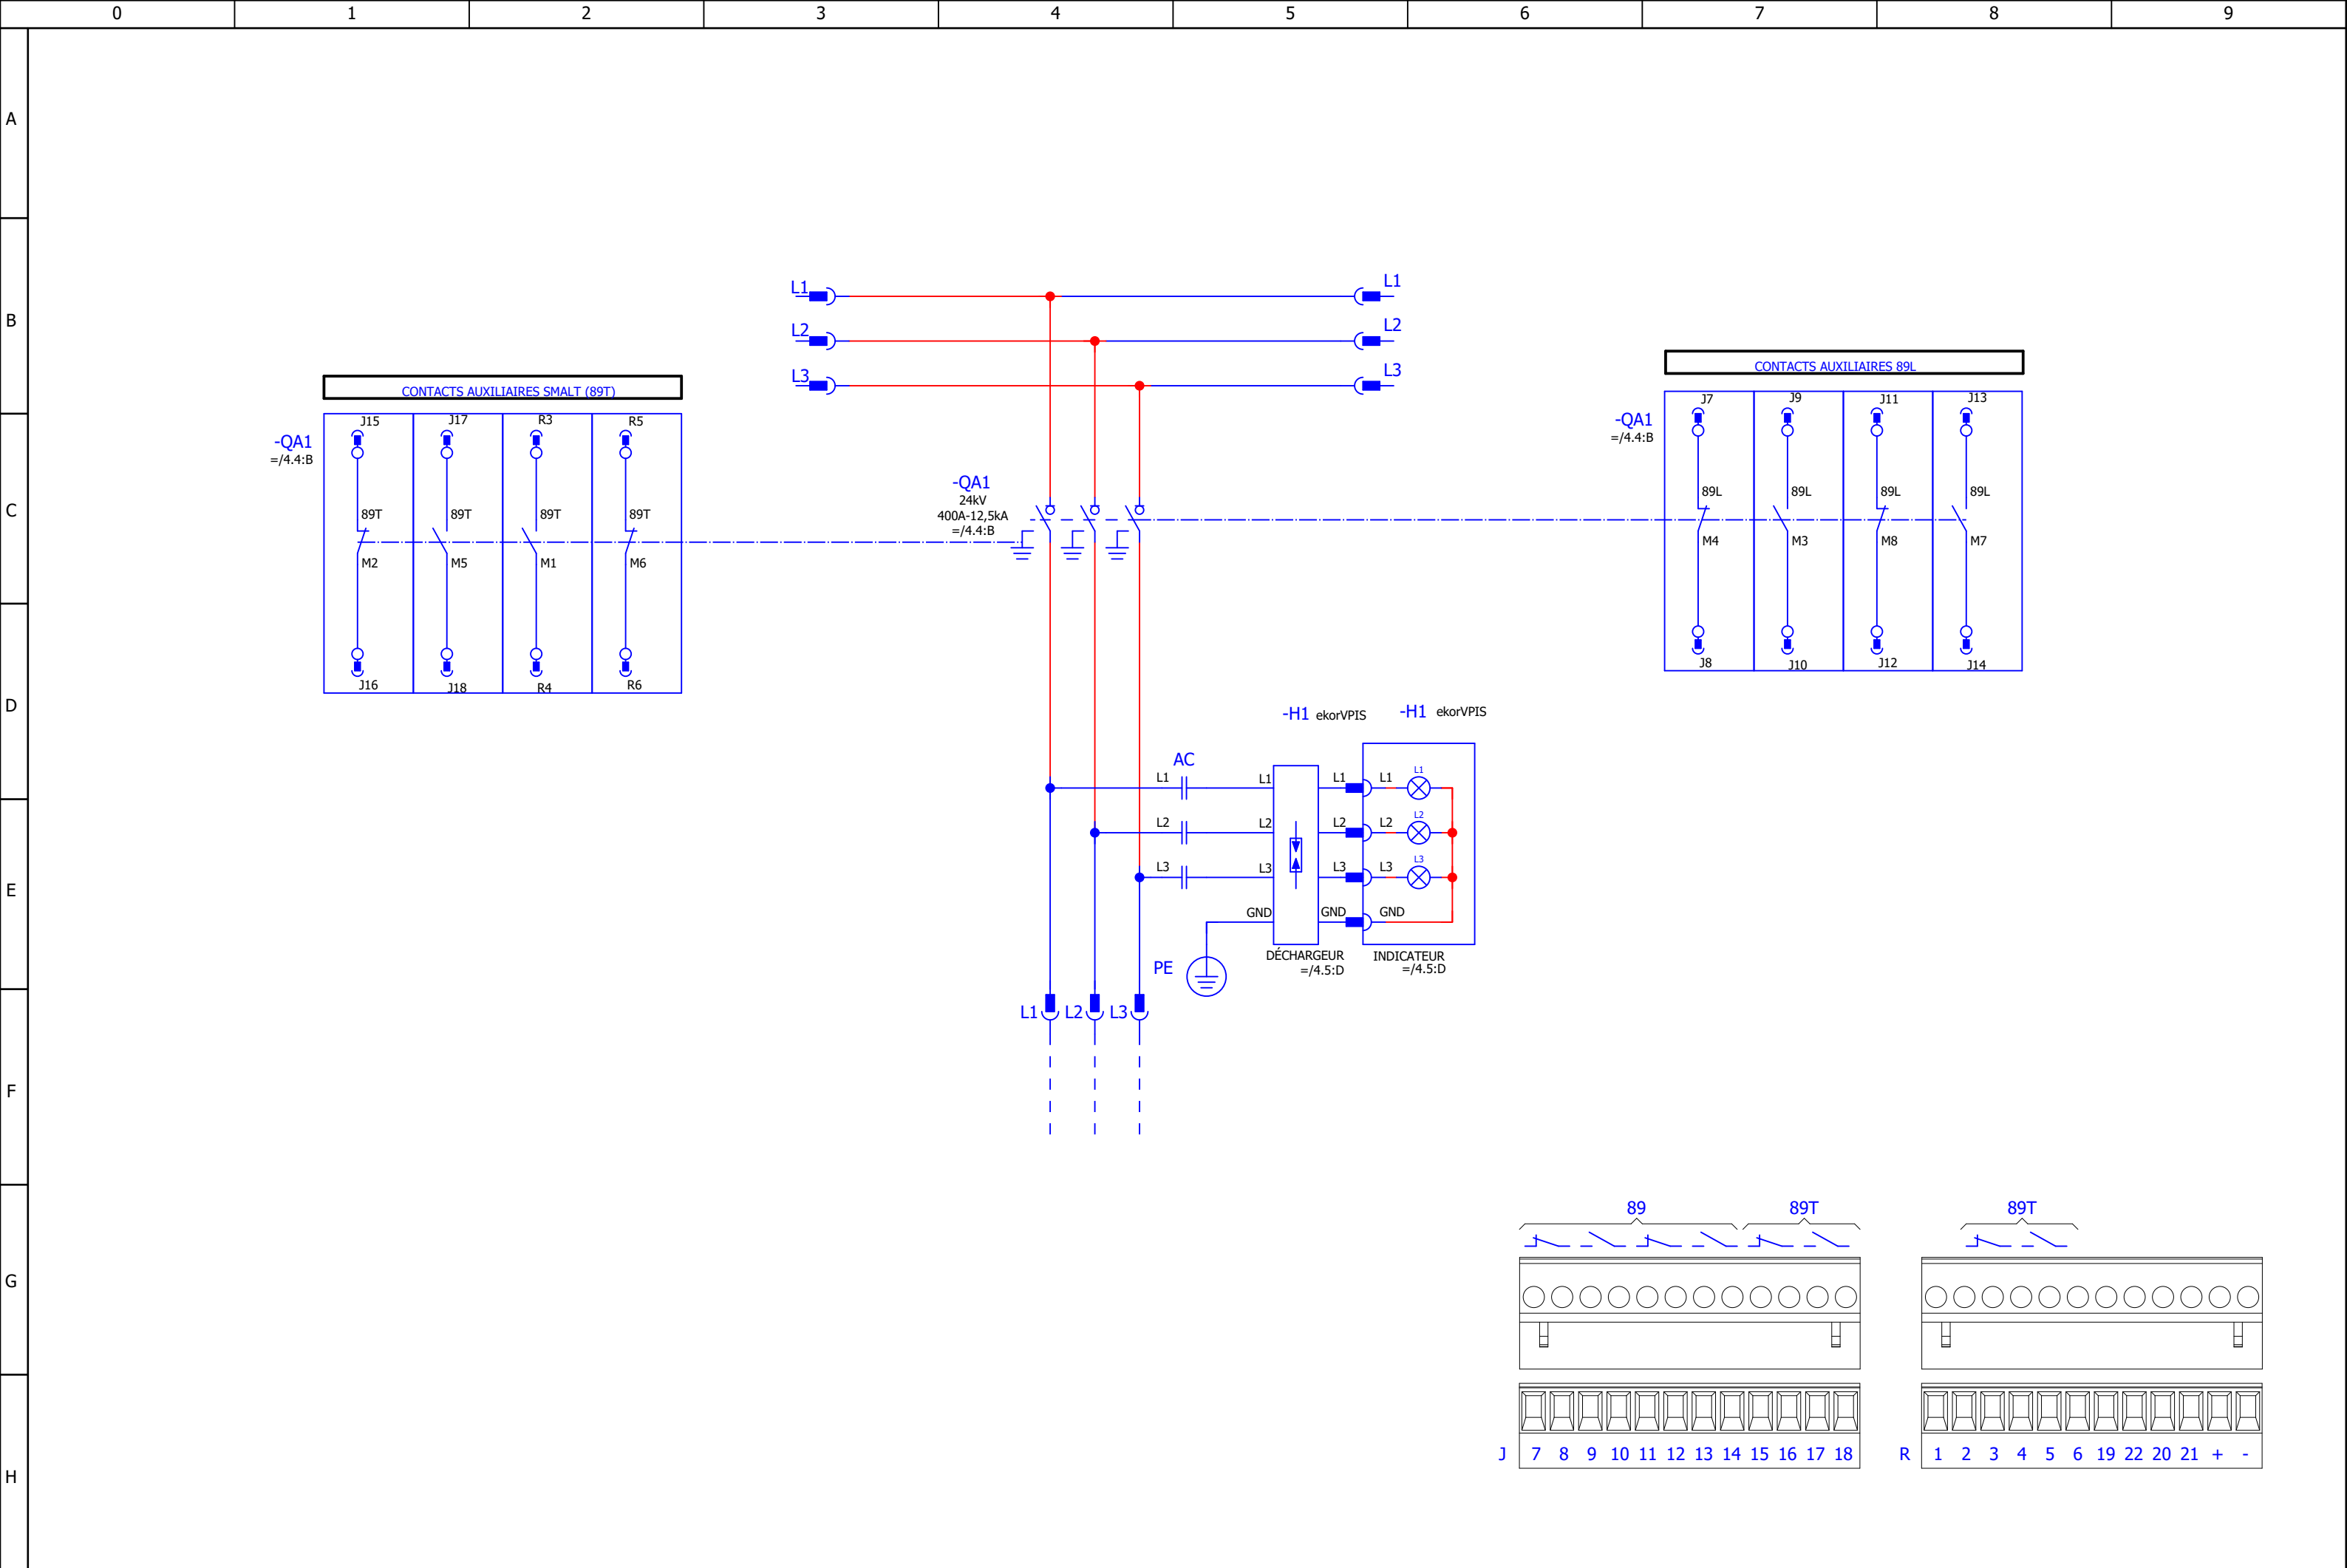 0 1 2 3 4 5 6 7 8 9
A
B
C
D
E
F
G
H
L1 L1
L2 L2
L3 L3
CONTACTS AUXILIAIRES SMALT (89T)
-QA1
=/4.4:B
J15 J17 R3 R5
89T 89T 89T 89T
M2 M5 M1 M6
J16 J18 R4 R6
-QA1
24kV
400A-12,5kA
=/4.4:B
CONTACTS AUXILIAIRES 89L
-QA1
=/4.4:B
J7 J9 J11 J13
89L 89L 89L 89L
M4 M3 M8 M7
J8 J10 J12 J14
-H1 ekorVPIS
-H1 ekorVPIS
AC
L1 L1 L1 L1 L1
L2 L2 L2 L2 L2
L3 L3 L3 L3 L3
GND GND GND
PE
DÉCHARGEUR
=/4.5:D
INDICATEUR
=/4.5:D
L1 L2 L3
89 89T
89T
J 7 8 9 10 11 12 13 14 15 16 17 18
R 1 2 3 4 5 6 19 22 20 21 + -